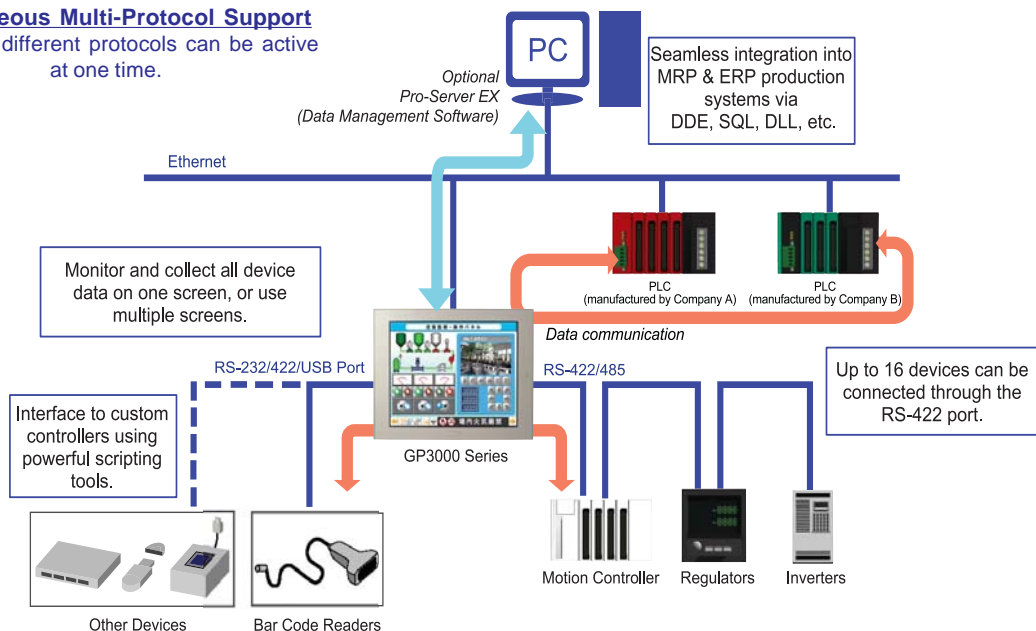 eous Multi-Protocol Support
different protocols can be active
at one time.
PC
Optional
Pro-Server EX
(Data Management Software)
Seamless integration into
MRP & ERP production
systems via
DDE, SQL, DLL, etc.
Ethernet
Monitor and collect all device
data on one screen, or use
multiple screens.
PLC
(manufactured by Company A)
PLC
(manufactured by Company B)
Data communication
RS-232/422/USB Port
RS-422/485
Up to 16 devices can be
connected through the
RS-422 port.
Interface to custom
controllers using
powerful scripting
tools.
GP3000 Series
Motion Controller
Regulators
Inverters
Other Devices
Bar Code Readers